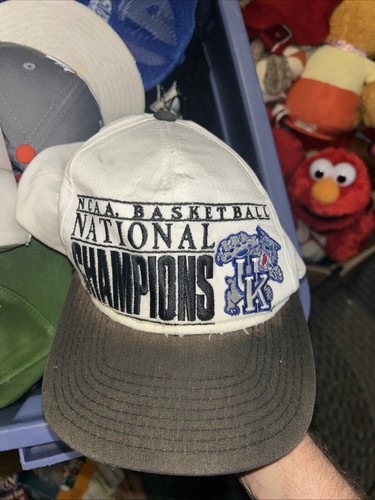 NCAA. BASKETBALL
NATIONAL
CHAMPIONS
UK